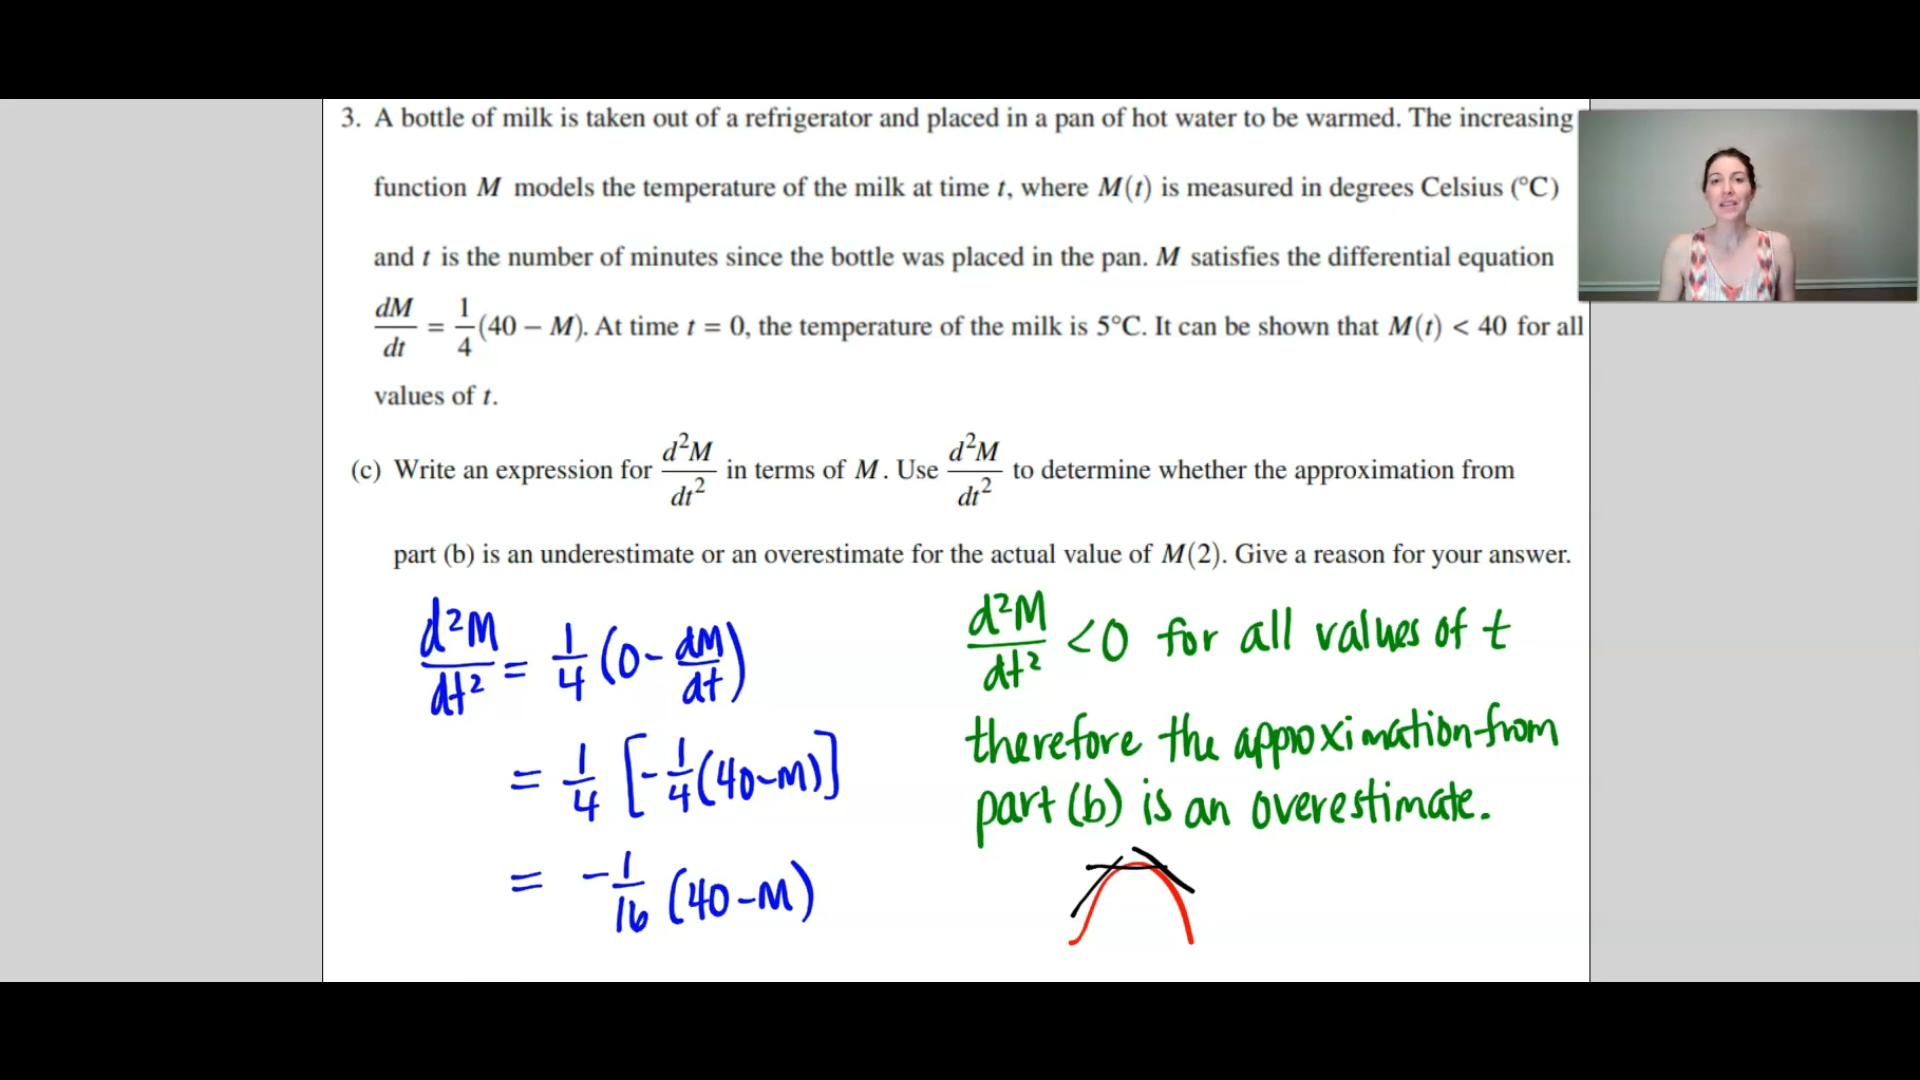 3. A bottle of milk is taken out of a refrigerator and placed in a pan of hot water to be warmed. The increasing
function M models the temperature of the milk at time t, where M(t) is measured in degrees Celsius (°C)
and t is the number of minutes since the bottle was placed in the pan. M satisfies the differential equation
dM/dt = 1/4(40 − M). At time t = 0, the temperature of the milk is 5°C. It can be shown that M(t) < 40 for all
values of t.
(c) Write an expression for d²M/dt² in terms of M. Use d²M/dt² to determine whether the approximation from
part (b) is an underestimate or an overestimate for the actual value of M(2). Give a reason for your answer.
d²M/dt² = 1/4 (0 - dM/dt)
= 1/4 [-1/4(40-M)]
= -1/16 (40-M)
d²M/dt² <0 for all values of t
therefore the approximation from
part (b) is an overestimate.